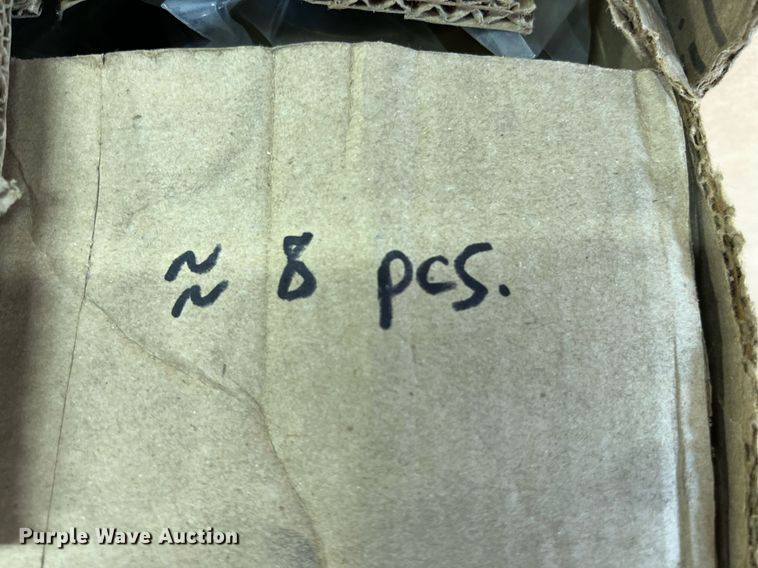 ≈ 8 pcs.
Purple Wave Auction